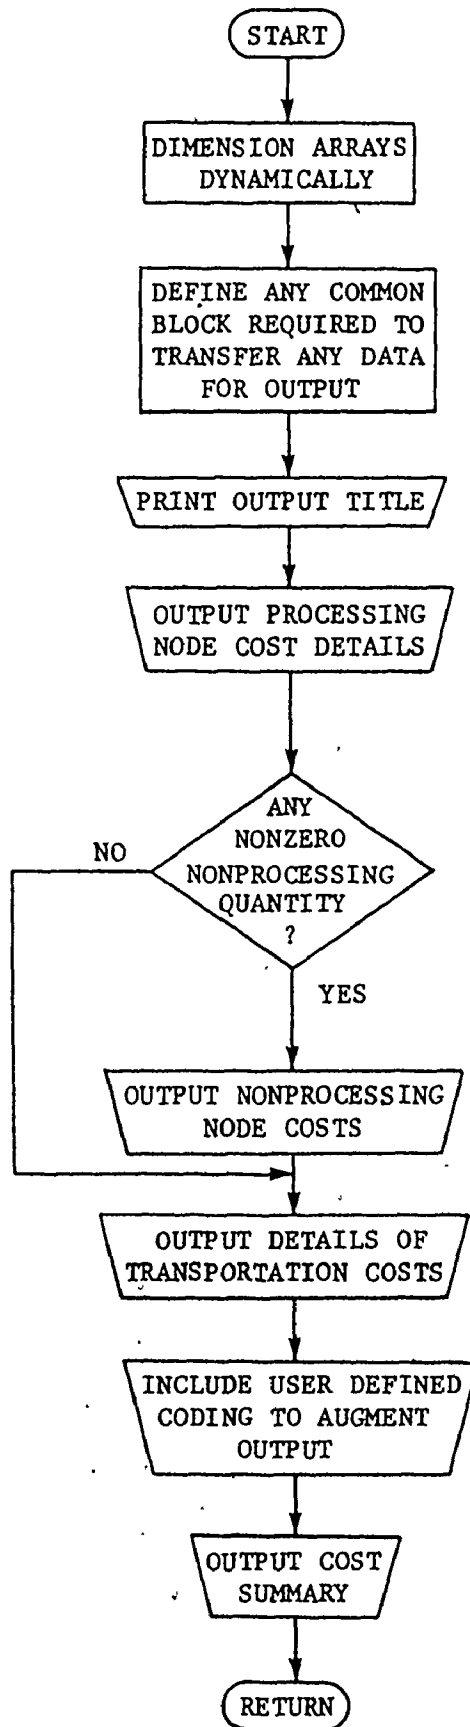 START
DIMENSION ARRAYS
DYNAMICALLY
DEFINE ANY COMMON
BLOCK REQUIRED TO
TRANSFER ANY DATA
FOR OUTPUT
PRINT OUTPUT TITLE
OUTPUT PROCESSING
NODE COST DETAILS
ANY
NONZERO
NONPROCESSING
QUANTITY
?
NO
YES
OUTPUT NONPROCESSING
NODE COSTS
OUTPUT DETAILS OF
TRANSPORTATION COSTS
INCLUDE USER DEFINED
CODING TO AUGMENT
OUTPUT
OUTPUT COST
SUMMARY
RETURN